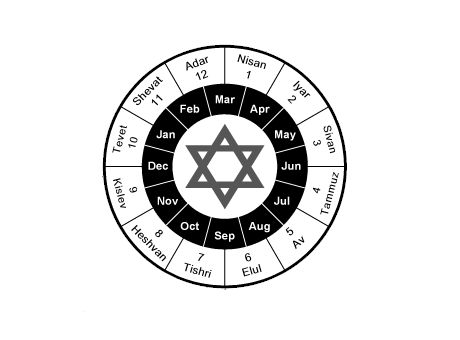 Nisan
1
Iyar
2
Sivan
3
Tammuz
4
Av
5
Elul
6
Tishri
7
Heshvan
8
Kislev
9
Tevet
10
Shevat
11
Adar
12
Mar
Apr
May
Jun
Jul
Aug
Sep
Oct
Nov
Dec
Jan
Feb